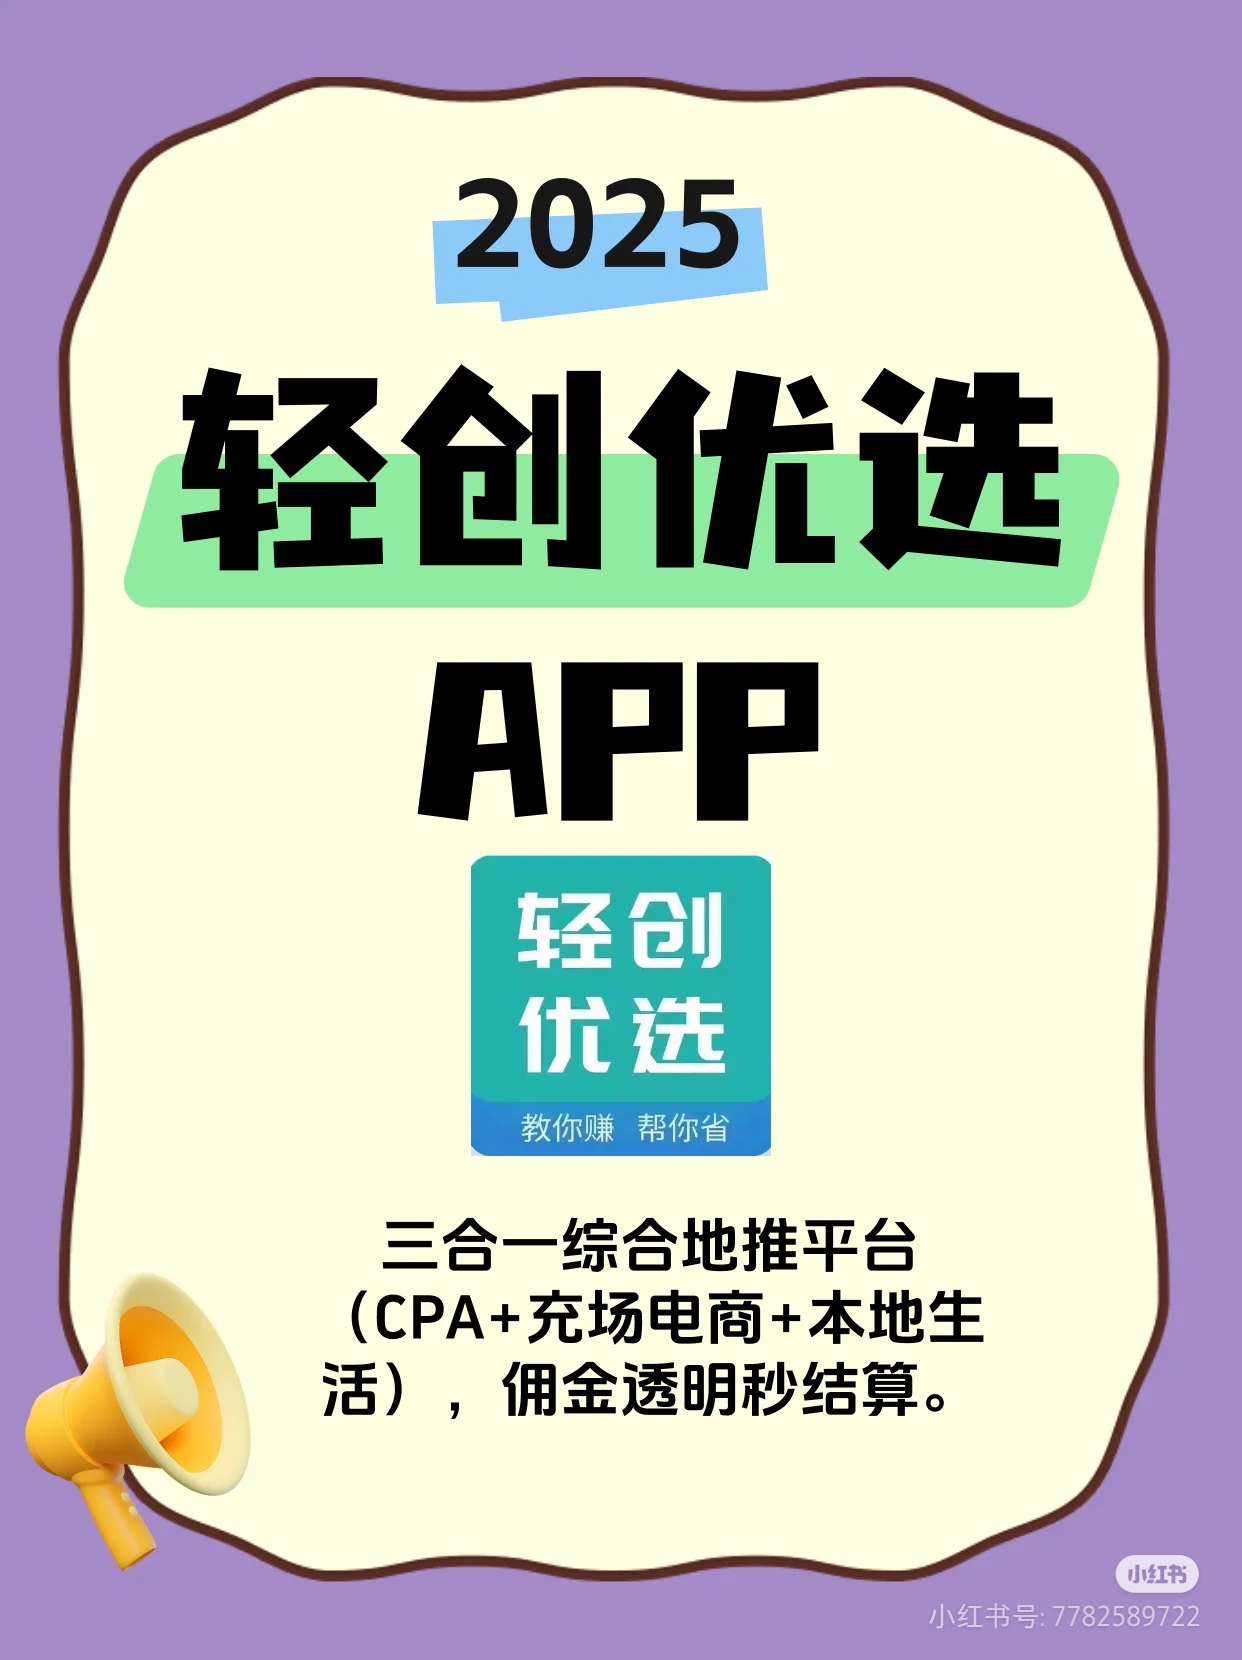 2025
轻创优选
APP
轻创
优选
教你赚 帮你省
三合一综合地推平台
（CPA+充场电商+本地生
活），佣金透明秒结算。
小红书
小红书号: 7782589722